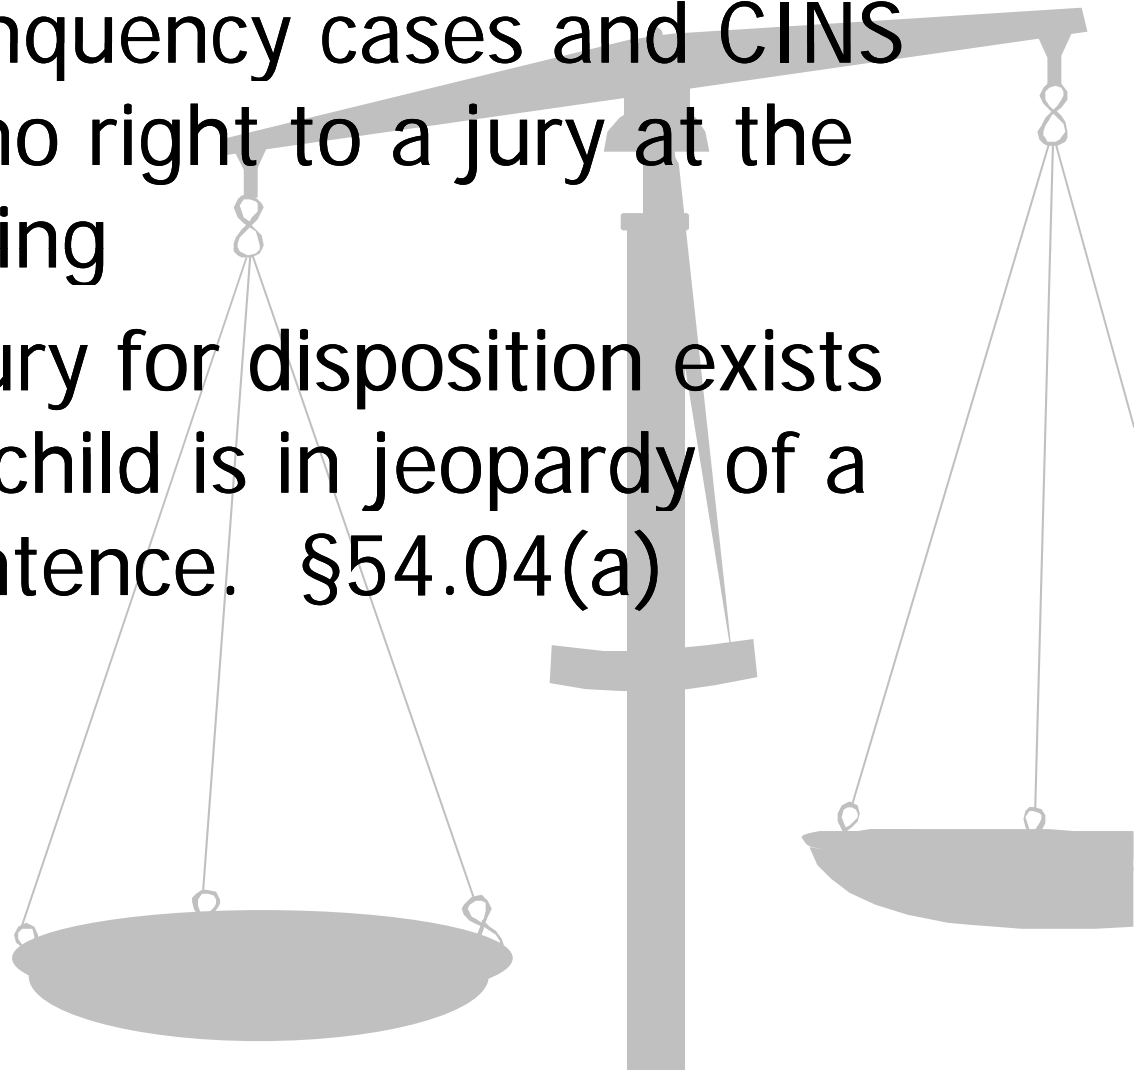 nquency cases and CINS
no right to a jury at the
ing
ury for disposition exists
child is in jeopardy of a
ntence. §54.04(a)